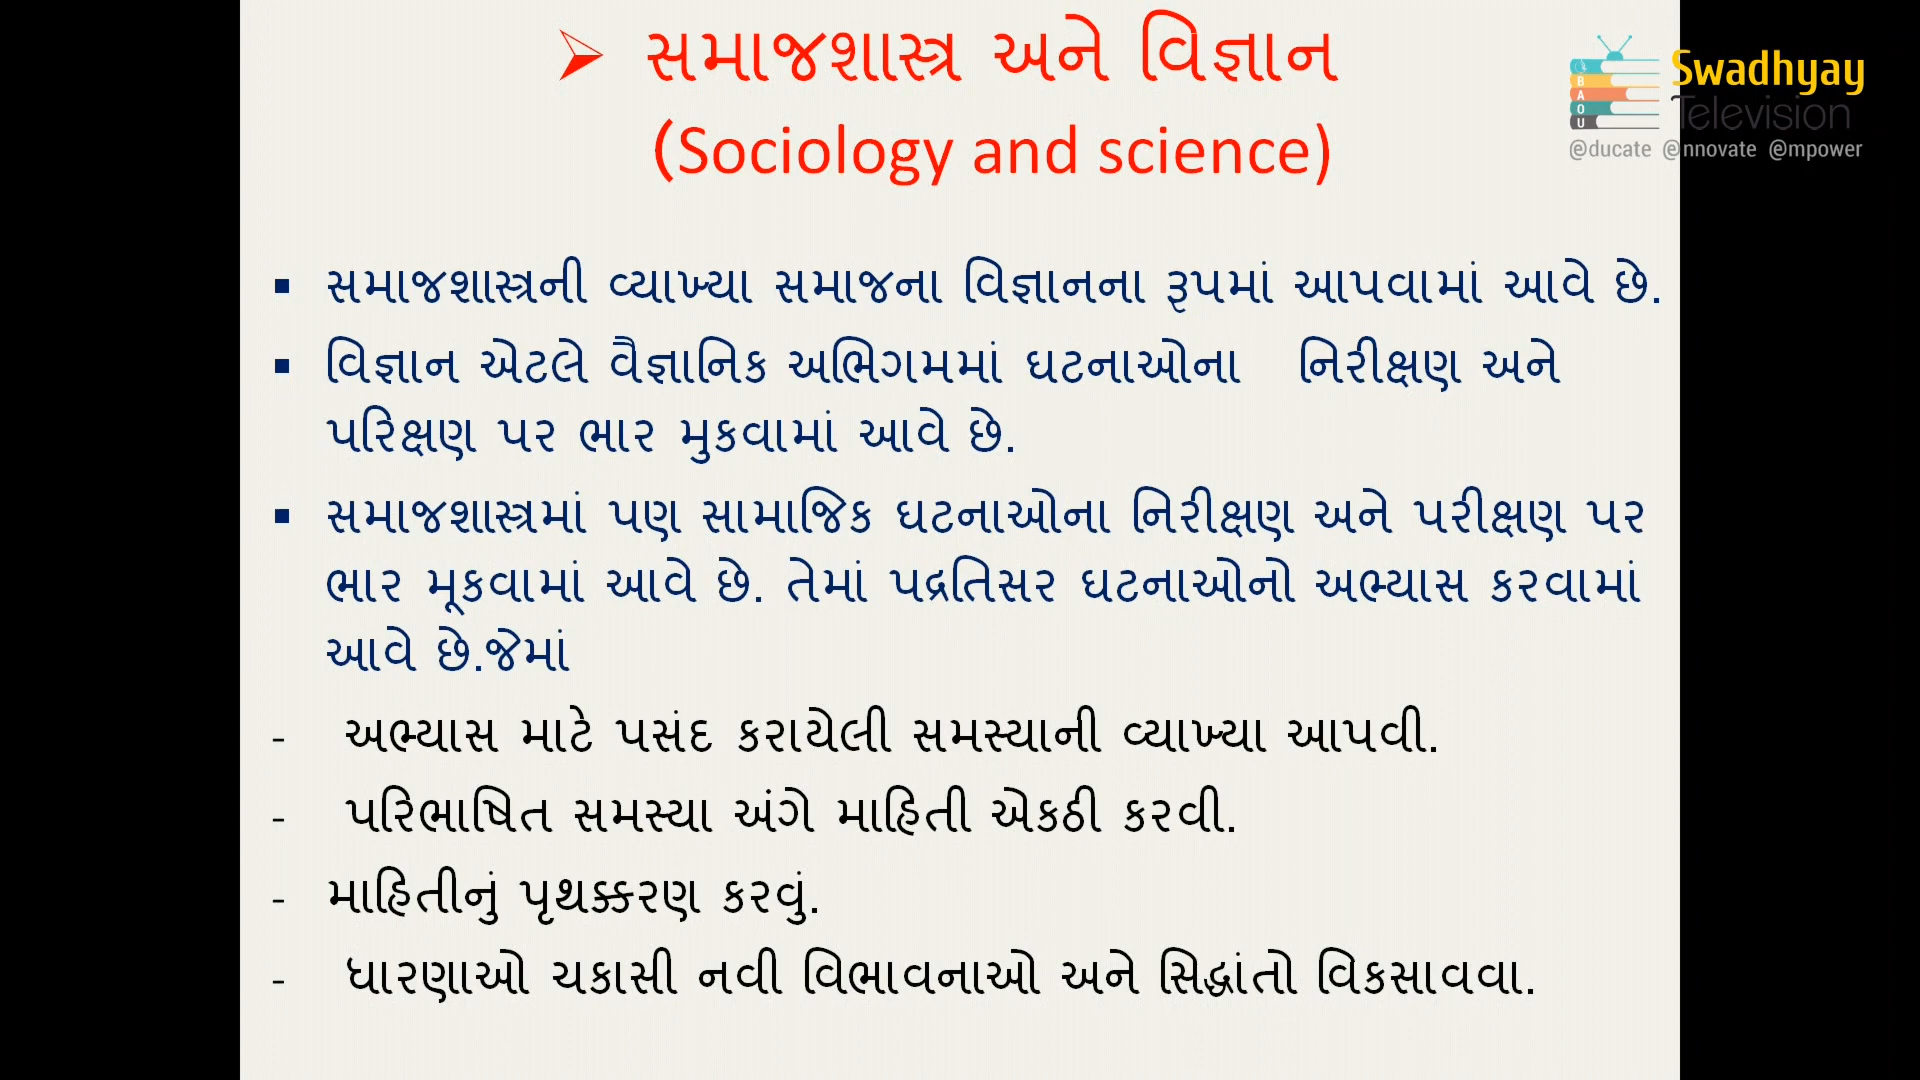 ➢ સમાજશાસ્ત્ર અને વિજ્ઞાન
(Sociology and science)
▪ સમાજશાસ્ત્રની વ્યાખ્યા સમાજના વિજ્ઞાનના રૂપમાં આપવામાં આવે છે.
▪ વિજ્ઞાન એટલે વૈજ્ઞાનિક અભિગમમાં ઘટનાઓના નિરીક્ષણ અને
પરિક્ષણ પર ભાર મુકવામાં આવે છે.
▪ સમાજશાસ્ત્રમાં પણ સામાજિક ઘટનાઓના નિરીક્ષણ અને પરીક્ષણ પર
ભાર મૂકવામાં આવે છે. તેમાં પદ્રતિસર ઘટનાઓનો અભ્યાસ કરવામાં
આવે છે.જેમાં
- અભ્યાસ માટે પસંદ કરાયેલી સમસ્યાની વ્યાખ્યા આપવી.
- પરિભાષિત સમસ્યા અંગે માહિતી એકઠી કરવી.
- માહિતીનું પૃથક્કરણ કરવું.
- ધારણાઓ ચકાસી નવી વિભાવનાઓ અને સિદ્ધાંતો વિકસાવવા.
BAOU
Swadhyay
Television
@ducate @nnovate @mpower